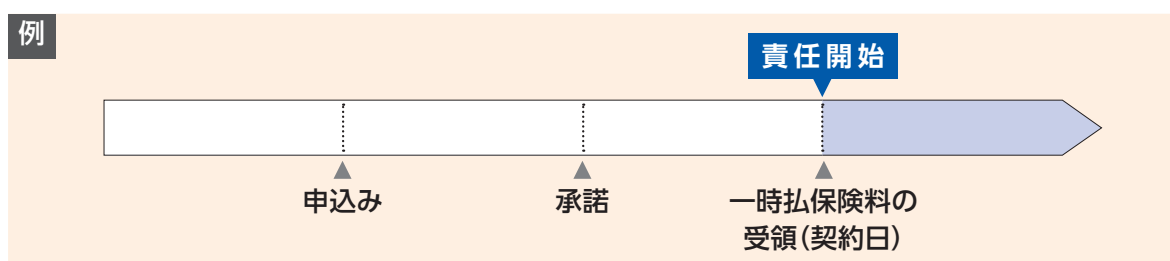 例
責任開始
申込み
承諾
一時払保険料の
受領(契約日)